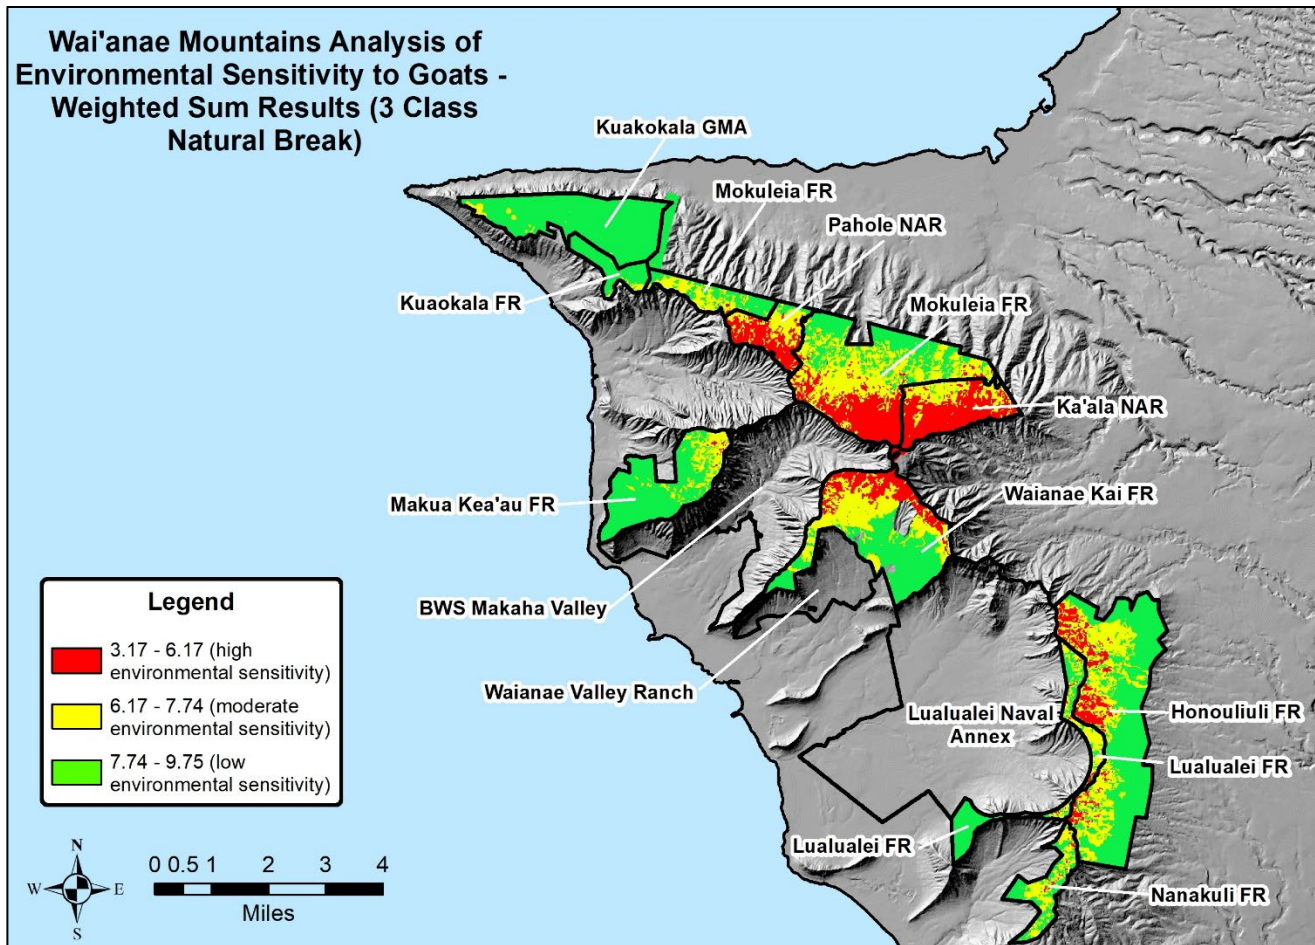 Wai'anae Mountains Analysis of
Environmental Sensitivity to Goats -
Weighted Sum Results (3 Class
Natural Break)
Kuakokala GMA
Mokuleia FR
Pahole NAR
Kuaokala FR
Mokuleia FR
Ka'ala NAR
Makua Kea'au FR
Waianae Kai FR
BWS Makaha Valley
Waianae Valley Ranch
Lualualei Naval
Annex
Honouliuli FR
Lualualei FR
Lualualei FR
Nanakuli FR
Legend
3.17 - 6.17 (high
environmental sensitivity)
6.17 - 7.74 (moderate
environmental sensitivity)
7.74 - 9.75 (low
environmental sensitivity)
N
W E
S
0 0.5 1 2 3 4
Miles